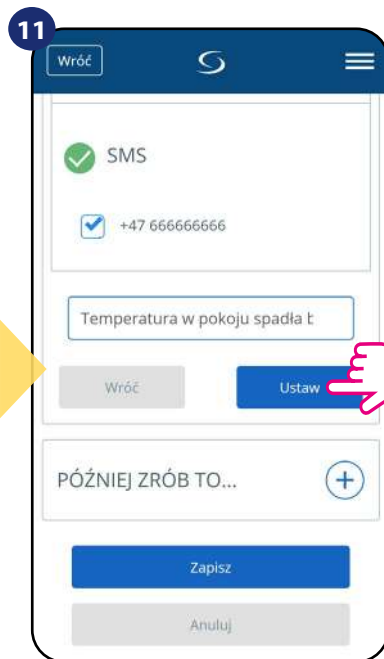 11
Wróć
SMS
+47 666666666
Temperatura w pokoju spadła
Wróć
Ustaw
PÓŹNIEJ ZRÓB TO...
Zapisz
Anuluj